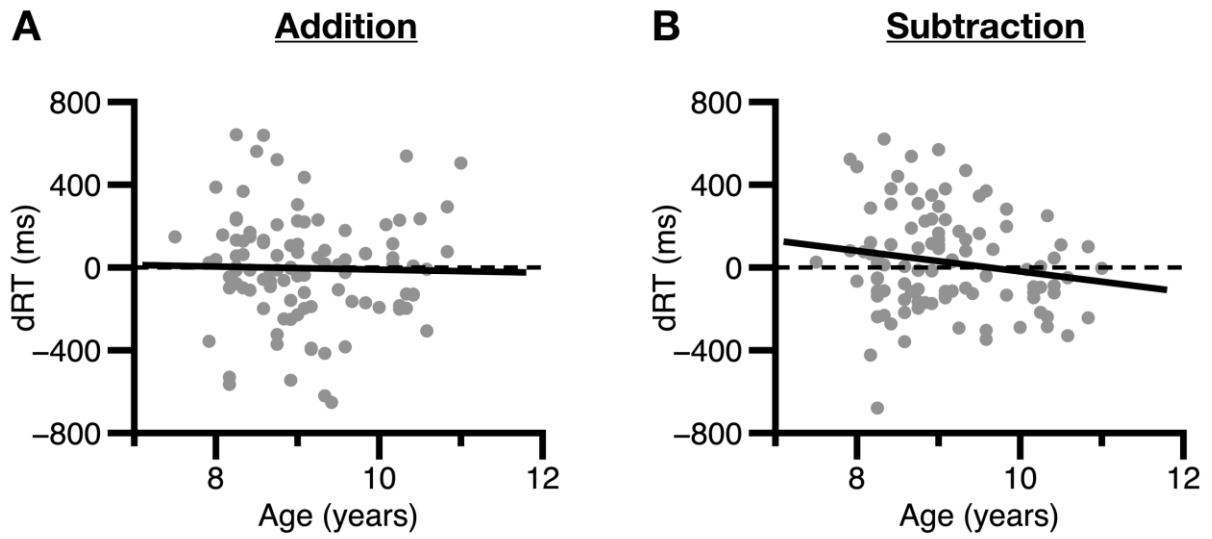 A
Addition
800
400
0
−400
−800
dRT (ms)
8
10
12
Age (years)
B
Subtraction
800
400
0
−400
−800
dRT (ms)
8
10
12
Age (years)